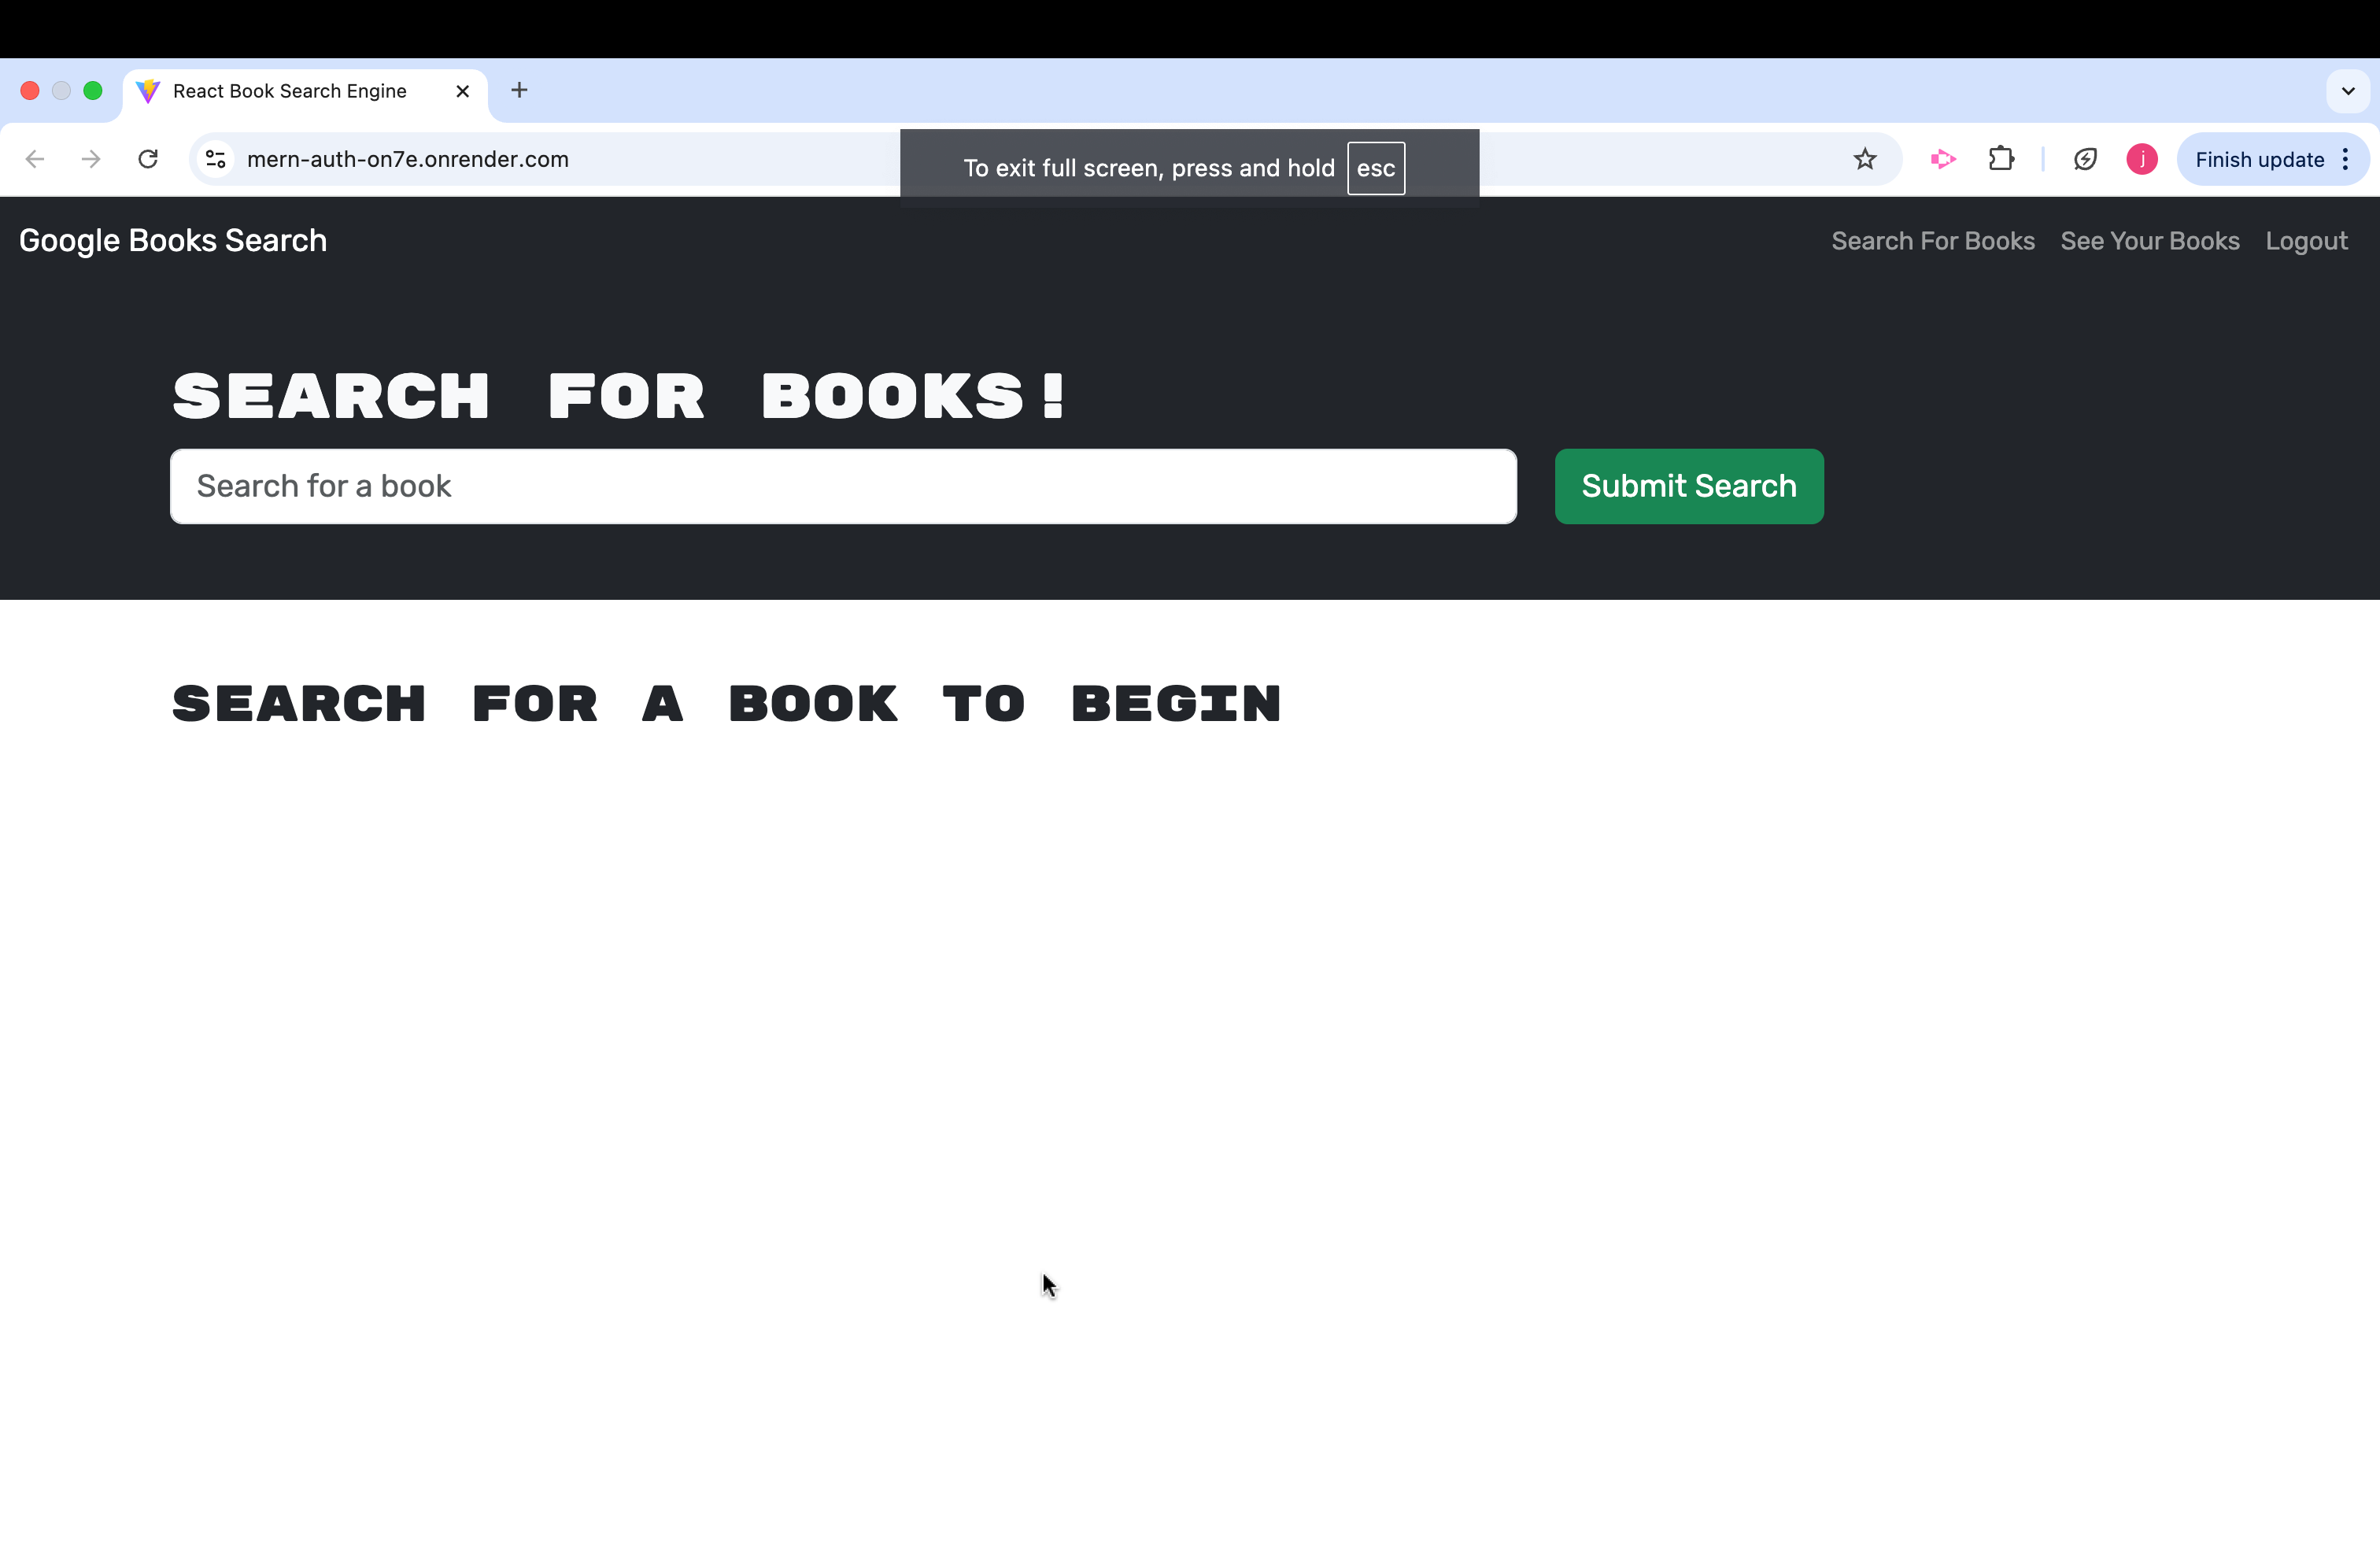 React Book Search Engine
mern-auth-on7e.onrender.com
To exit full screen, press and hold esc
j
Finish update
Google Books Search
Search For Books See Your Books Logout
SEARCH FOR BOOKS!
Search for a book
Submit Search
SEARCH FOR A BOOK TO BEGIN